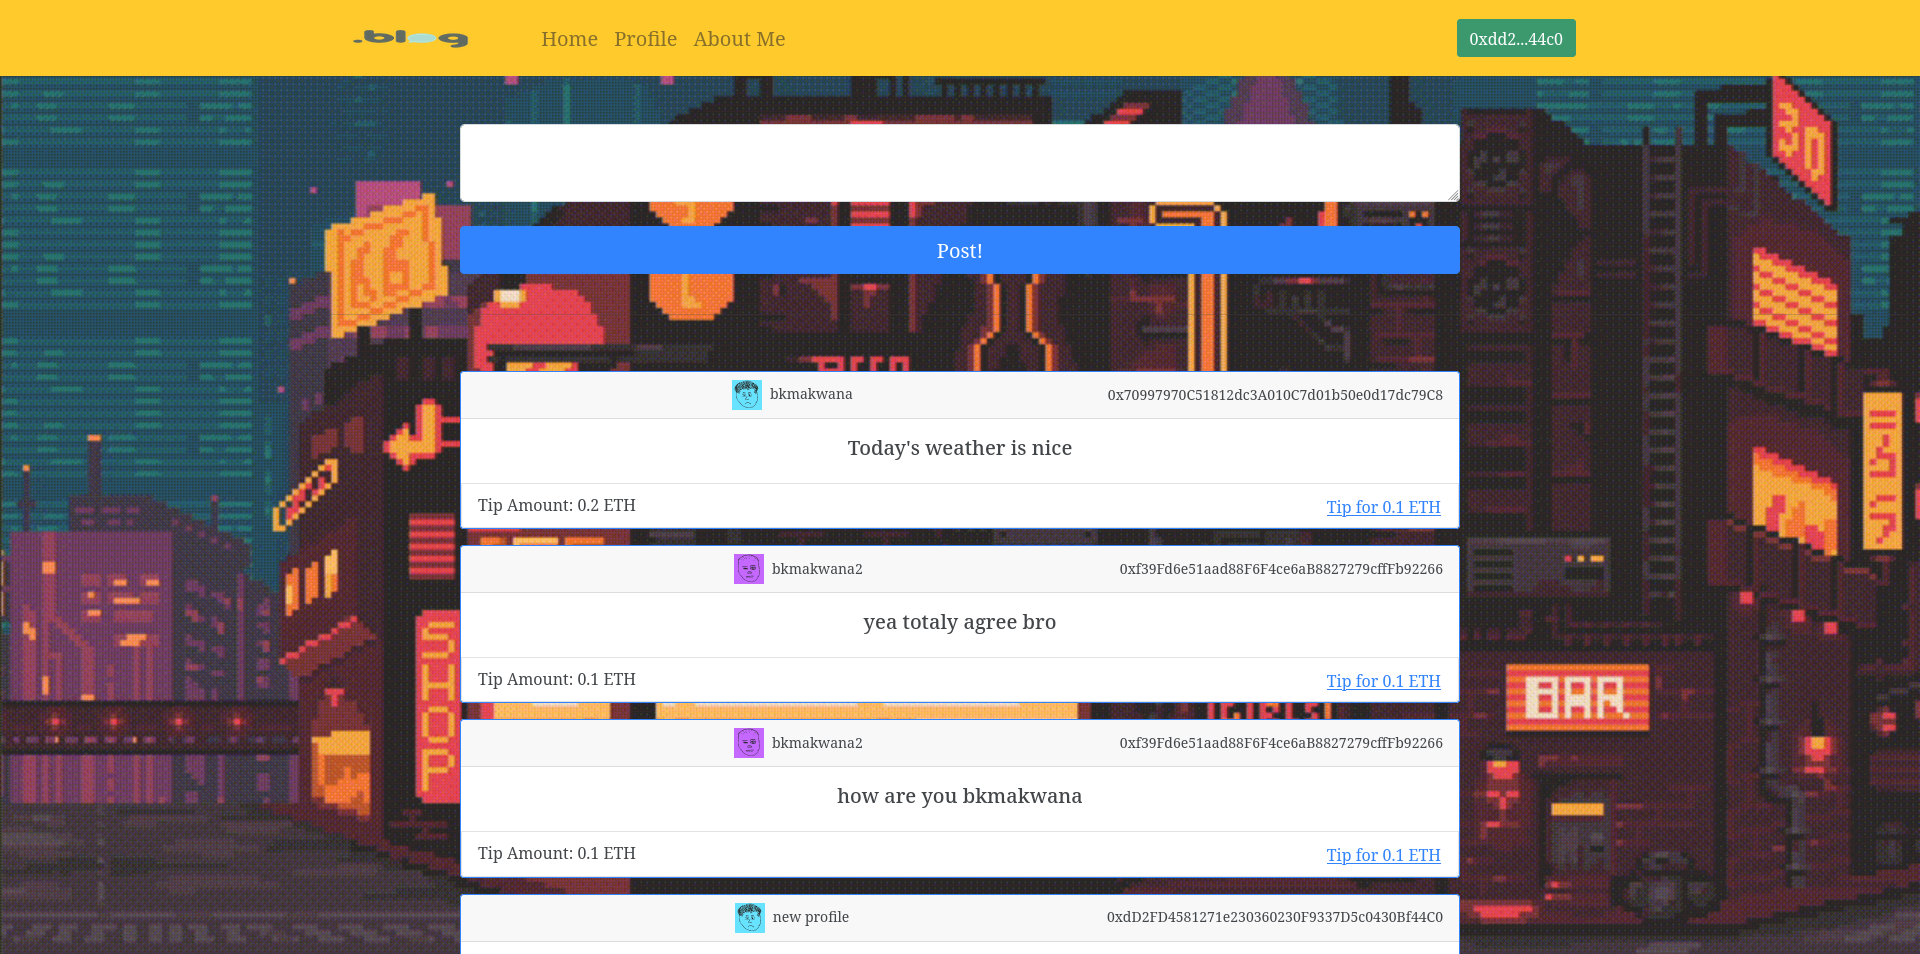 .blog
Home Profile About Me
0xdd2...44c0
3D
Post!
bkmakwana 0x70997970C51812dc3A010C7d01b50e0d17dc79C8
Today's weather is nice
Tip Amount: 0.2 ETH Tip for 0.1 ETH
bkmakwana2 0xf39Fd6e51aad88F6F4ce6aB8827279cffFb92266
yea totaly agree bro
Tip Amount: 0.1 ETH Tip for 0.1 ETH
SHOP
BAR
bkmakwana2 0xf39Fd6e51aad88F6F4ce6aB8827279cffFb92266
how are you bkmakwana
Tip Amount: 0.1 ETH Tip for 0.1 ETH
new profile 0xdD2FD4581271e230360230F9337D5c0430Bf44C0